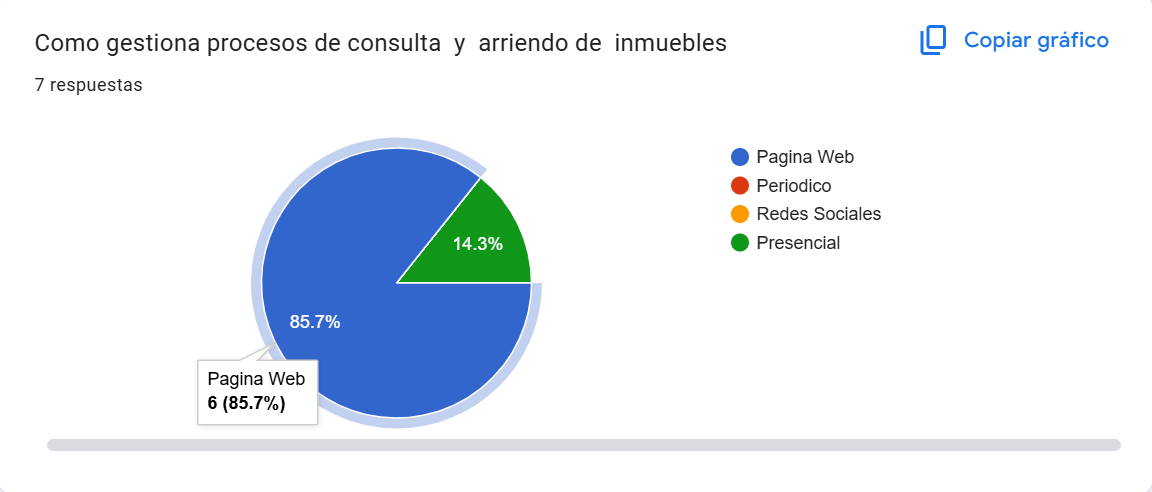 Como gestiona procesos de consulta  y  arriendo de  inmuebles
Copiar gráfico
7 respuestas
Pagina Web
Periodico
Redes Sociales
Presencial
14.3%
85.7%
Pagina Web
6 (85.7%)